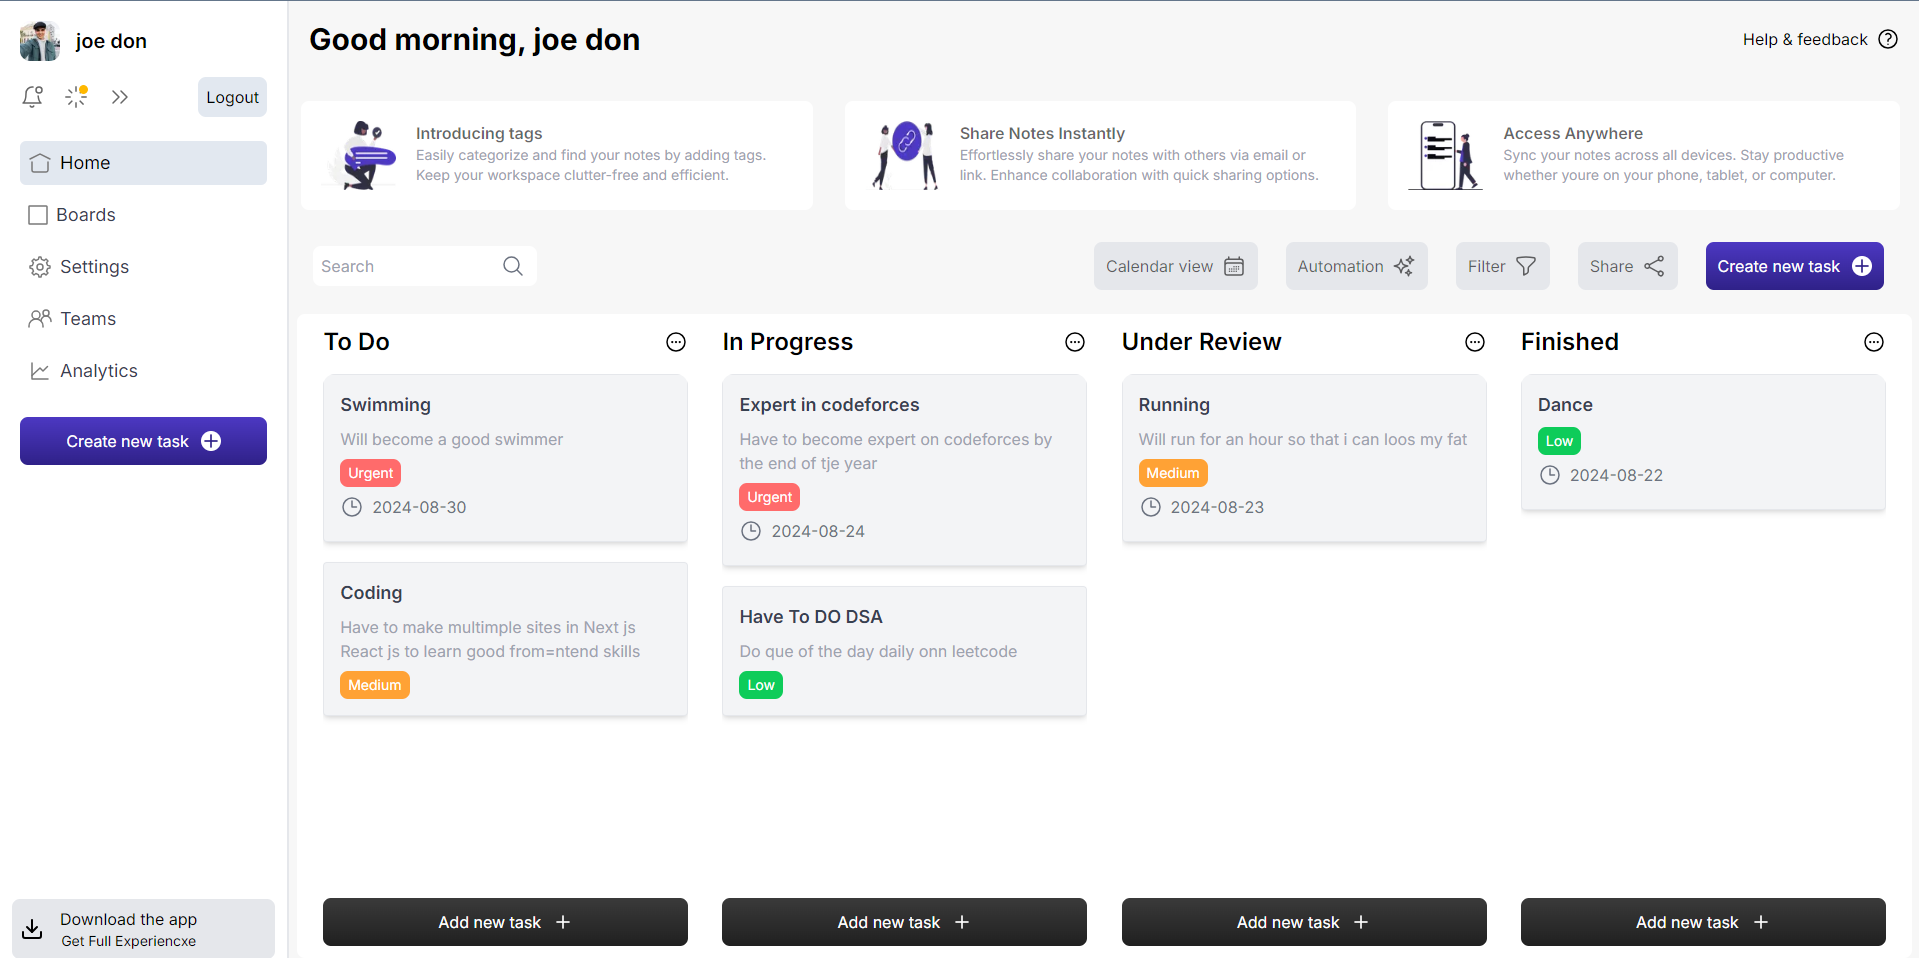 joe don
Logout
Home
Boards
Settings
Teams
Analytics
Create new task
Download the app
Get Full Experiencxe
Good morning, joe don
Help & feedback
Introducing tags
Easily categorize and find your notes by adding tags.
Keep your workspace clutter-free and efficient.
Share Notes Instantly
Effortlessly share your notes with others via email or
link. Enhance collaboration with quick sharing options.
Access Anywhere
Sync your notes across all devices. Stay productive
whether youre on your phone, tablet, or computer.
Search
Calendar view
Automation
Filter
Share
Create new task
To Do
Swimming
Will become a good swimmer
Urgent
2024-08-30
Coding
Have to make multimple sites in Next js
React js to learn good from=ntend skills
Medium
Add new task
In Progress
Expert in codeforces
Have to become expert on codeforces by
the end of tje year
Urgent
2024-08-24
Have To DO DSA
Do que of the day daily onn leetcode
Low
Add new task
Under Review
Running
Will run for an hour so that i can loos my fat
Medium
2024-08-23
Add new task
Finished
Dance
Low
2024-08-22
Add new task